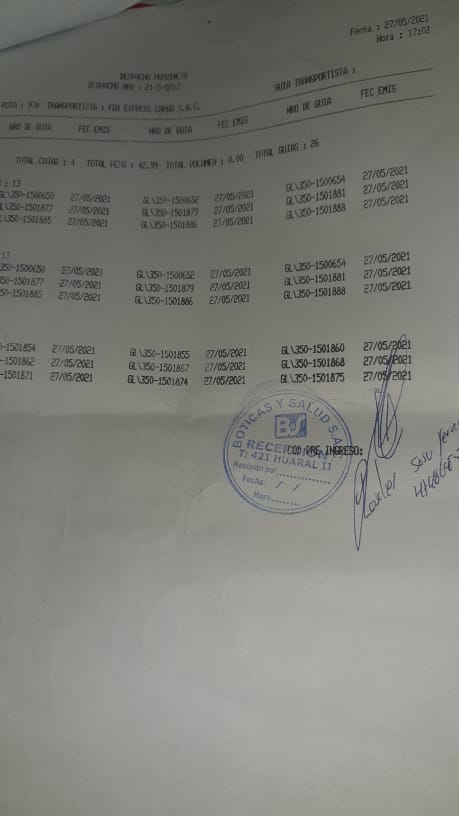 Fecha : 27/05/2021
Hora : 17:03
DESPACHO PROVINCIA
DESPACHO NRO : 21-5-5712
GUIA TRANSPORTISTA :
RUTA : 970 TRANSPORTISTA : FOX EXPRESS CARGO S.A.C.
NRO DE GUIA FEC EMIS NRO DE GUIA FEC EMIS NRO DE GUIA FEC EMIS
TOTAL CAJAS : 4 TOTAL PESO : 42.99 TOTAL VOLUMEN : 0.00 TOTAL GUIAS : 26
: 13
GL\350-1500650 27/05/2021 GL\350-1500652 27/05/2021 GL\350-1500654 27/05/2021
GL\350-1501877 27/05/2021 GL\350-1501879 27/05/2021 GL\350-1501881 27/05/2021
\350-1501885 27/05/2021 GL\350-1501886 27/05/2021 GL\350-1501888 27/05/2021
13
\350-1500650 27/05/2021 GL\350-1500652 27/05/2021 GL\350-1500654 27/05/2021
\350-1501877 27/05/2021 GL\350-1501879 27/05/2021 GL\350-1501881 27/05/2021
\350-1501885 27/05/2021 GL\350-1501886 27/05/2021 GL\350-1501888 27/05/2021
-1501854 27/05/2021 GL\350-1501855 27/05/2021 GL\350-1501860 27/05/2021
-1501862 27/05/2021 GL\350-1501867 27/05/2021 GL\350-1501868 27/05/2021
-1501871 27/05/2021 GL\350-1501874 27/05/2021 GL\350-1501875 27/05/2021
BOTICAS Y SALUD S.A.C.
BS
COD PRE INGRESO:
T: 421 HUARAL II
Recibido por
Fecha: / /
Hora